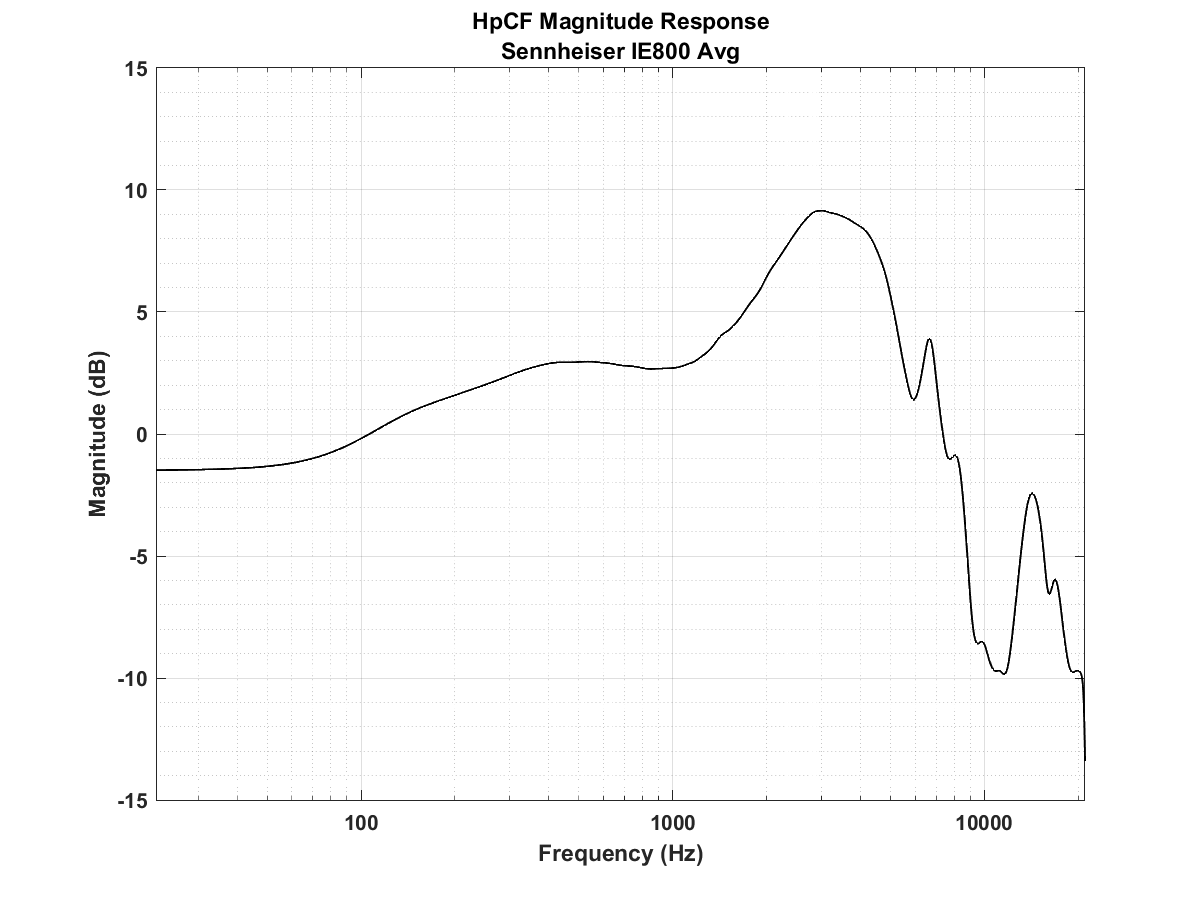 HpCF Magnitude Response
Sennheiser IE800 Avg
15
10
5
0
-5
-10
-15
Magnitude (dB)
100
1000
10000
Frequency (Hz)